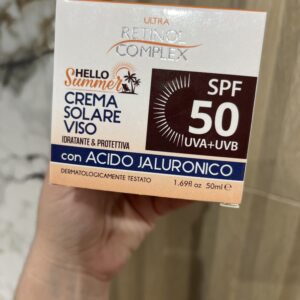 ULTRA
RETINOL
COMPLEX
HELLO
Summer
CREMA
SOLARE
VISO
IDRATANTE & PROTETTIVA
SPF
50
UVA+UVB
con ACIDO JALURONICO
DERMATOLOGICAMENTE TESTATO
1.69fl oz 50ml ℮